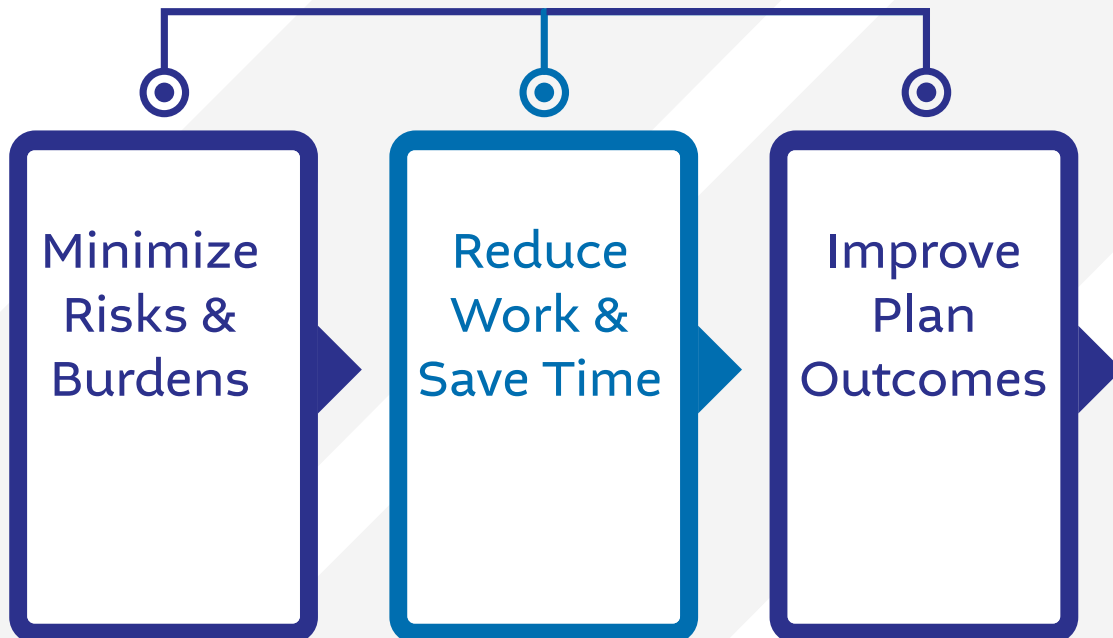 Minimize
Risks &
Burdens
Reduce
Work &
Save Time
Improve
Plan
Outcomes